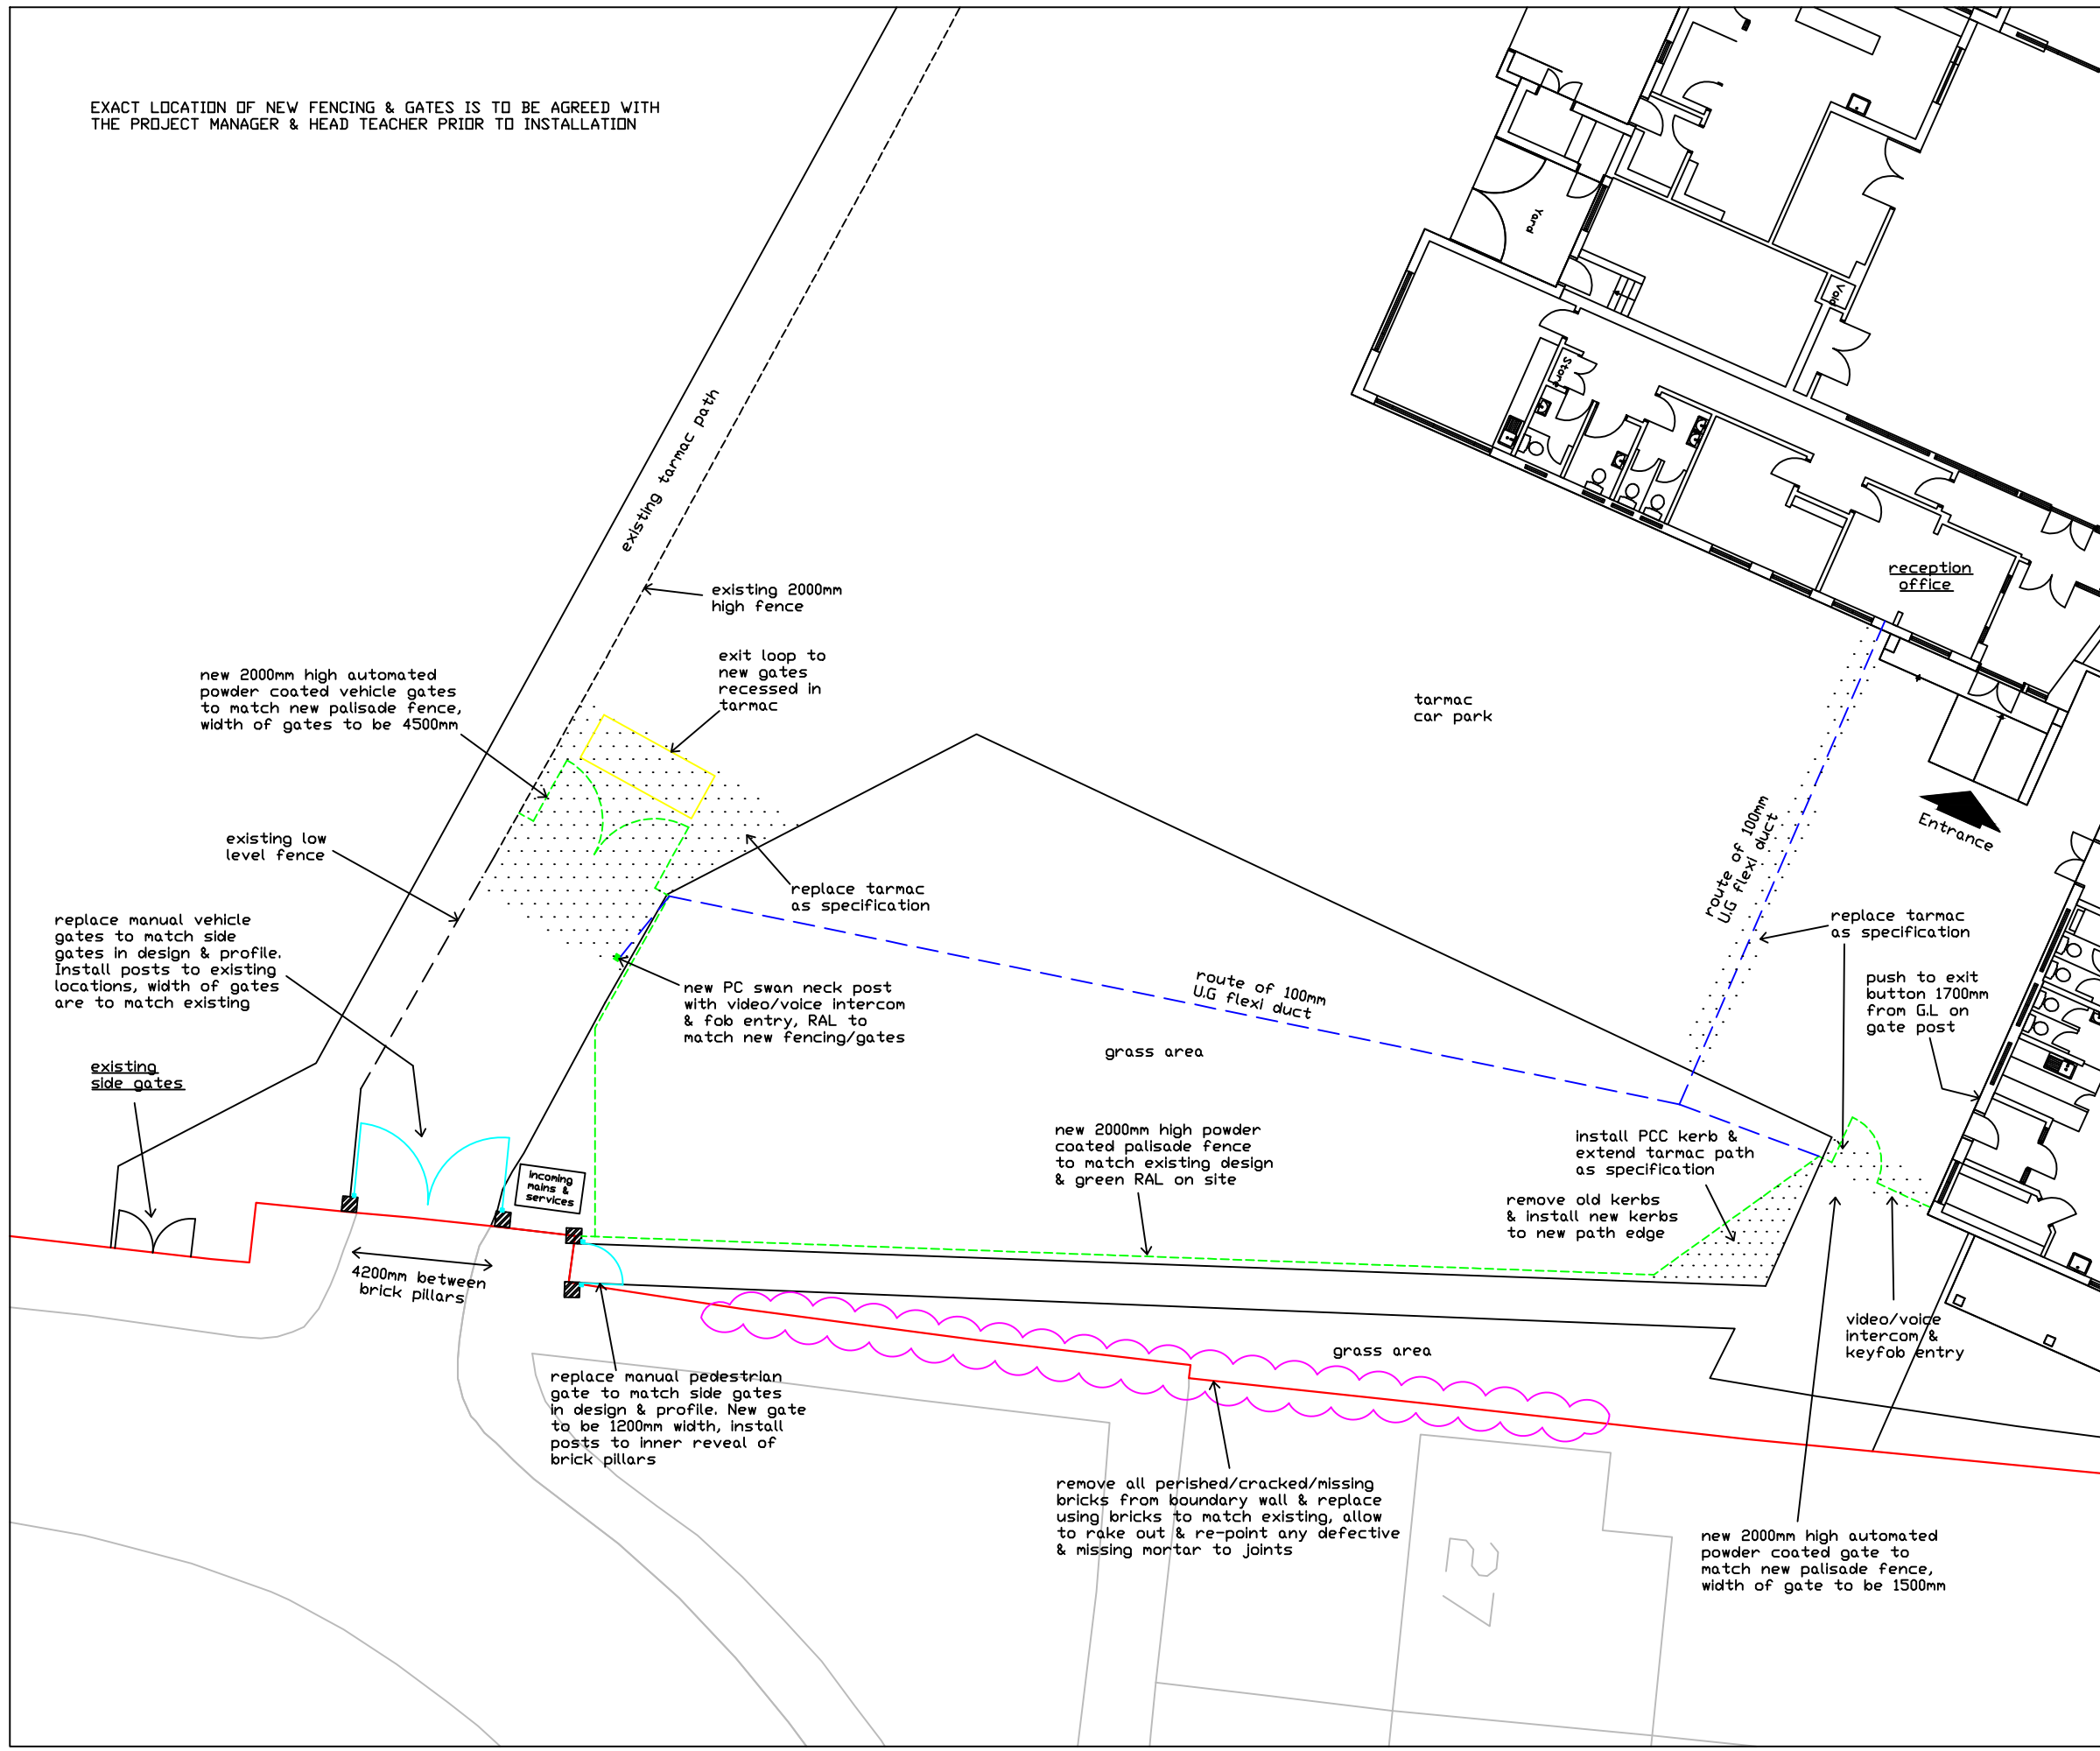 EXACT LOCATION OF NEW FENCING & GATES IS TO BE AGREED WITH
THE PROJECT MANAGER & HEAD TEACHER PRIOR TO INSTALLATION
Yard
Void
Store
existing tarmac path
reception
office
existing 2000mm
high fence
exit loop to
new gates
recessed in
tarmac
new 2000mm high automated
powder coated vehicle gates
to match new palisade fence,
width of gates to be 4500mm
tarmac
car park
route of 100mm
U.G flexi duct
Entrance
existing low
level fence
replace tarmac
as specification
replace manual vehicle
gates to match side
gates in design & profile.
Install posts to existing
locations, width of gates
are to match existing
replace tarmac
as specification
push to exit
button 1700mm
from G.L on
gate post
new PC swan neck post
with video/voice intercom
& fob entry, RAL to
match new fencing/gates
route of 100mm
U.G flexi duct
grass area
existing
side gates
new 2000mm high powder
coated palisade fence
to match existing design
& green RAL on site
install PCC kerb &
extend tarmac path
as specification
remove old kerbs
& install new kerbs
to new path edge
incoming
mains &
services
4200mm between
brick pillars
video/voice
intercom &
keyfob entry
grass area
replace manual pedestrian
gate to match side gates
in design & profile. New gate
to be 1200mm width, install
posts to inner reveal of
brick pillars
remove all perished/cracked/missing
bricks from boundary wall & replace
using bricks to match existing, allow
to rake out & re-point any defective
& missing mortar to joints
57
new 2000mm high automated
powder coated gate to
match new palisade fence,
width of gate to be 1500mm